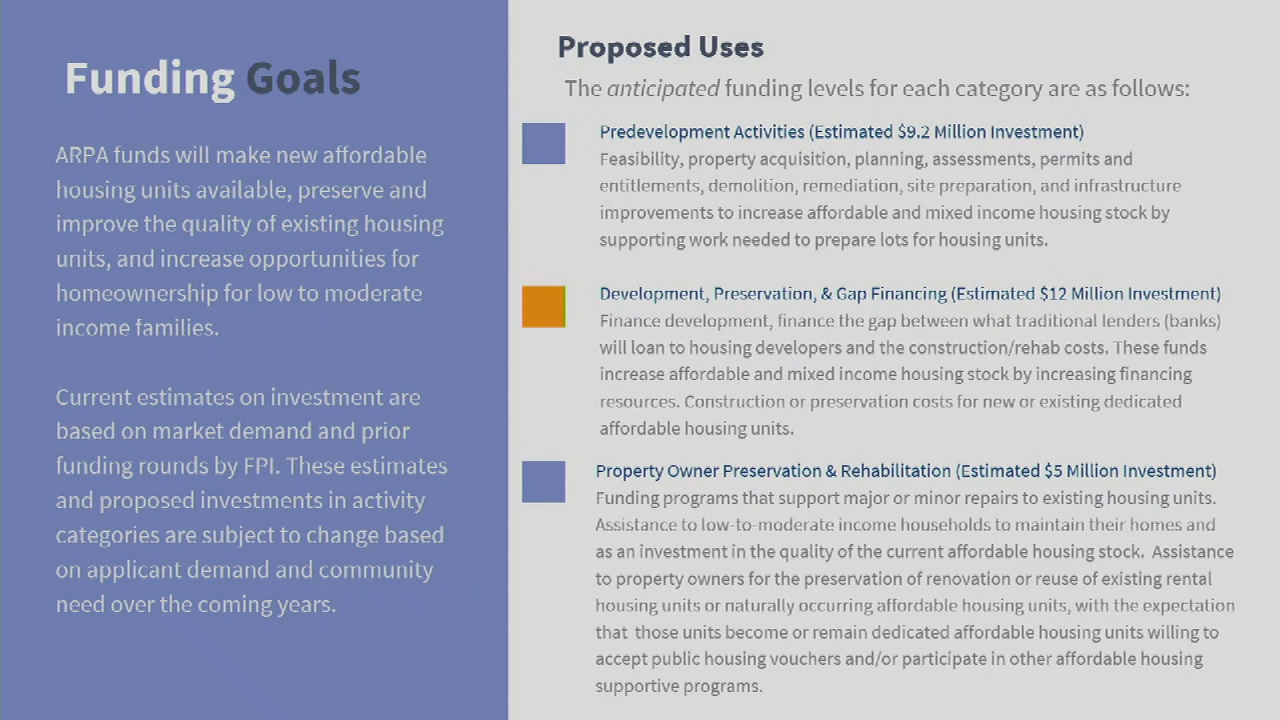 Funding Goals
ARPA funds will make new affordable
housing units available, preserve and
improve the quality of existing housing
units, and increase opportunities for
homeownership for low to moderate
income families.
Current estimates on investment are
based on market demand and prior
funding rounds by FPI. These estimates
and proposed investments in activity
categories are subject to change based
on applicant demand and community
need over the coming years.
Proposed Uses
The anticipated funding levels for each category are as follows:
Predevelopment Activities (Estimated $9.2 Million Investment)
Feasibility, property acquisition, planning, assessments, permits and
entitlements, demolition, remediation, site preparation, and infrastructure
improvements to increase affordable and mixed income housing stock by
supporting work needed to prepare lots for housing units.
Development, Preservation, & Gap Financing (Estimated $12 Million Investment)
Finance development, finance the gap between what traditional lenders (banks)
will loan to housing developers and the construction/rehab costs. These funds
increase affordable and mixed income housing stock by increasing financing
resources. Construction or preservation costs for new or existing dedicated
affordable housing units.
Property Owner Preservation & Rehabilitation (Estimated $5 Million Investment)
Funding programs that support major or minor repairs to existing housing units.
Assistance to low-to-moderate income households to maintain their homes and
as an investment in the quality of the current affordable housing stock. Assistance
to property owners for the preservation of renovation or reuse of existing rental
housing units or naturally occurring affordable housing units, with the expectation
that those units become or remain dedicated affordable housing units willing to
accept public housing vouchers and/or participate in other affordable housing
supportive programs.